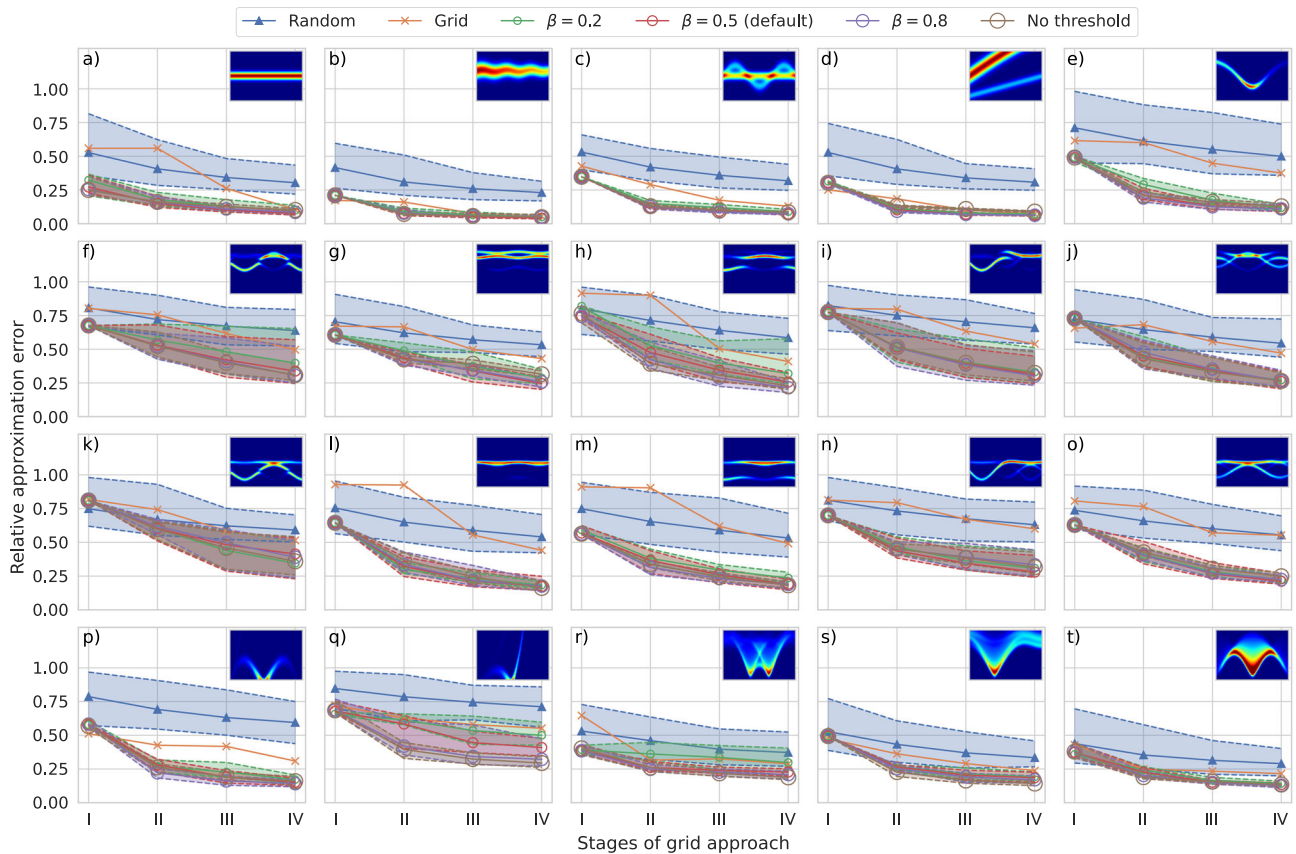 Random Grid β = 0.2 β = 0.5 (default) β = 0.8 No threshold
a) b) c) d) e)
1.00
0.75
0.50
0.25
0.00
f) g) h) i) j)
1.00
0.75
0.50
0.25
0.00
k) l) m) n) o)
1.00
0.75
0.50
0.25
0.00
p) q) r) s) t)
1.00
0.75
0.50
0.25
0.00
Relative approximation error
I II III IV I II III IV I II III IV I II III IV I II III IV
Stages of grid approach